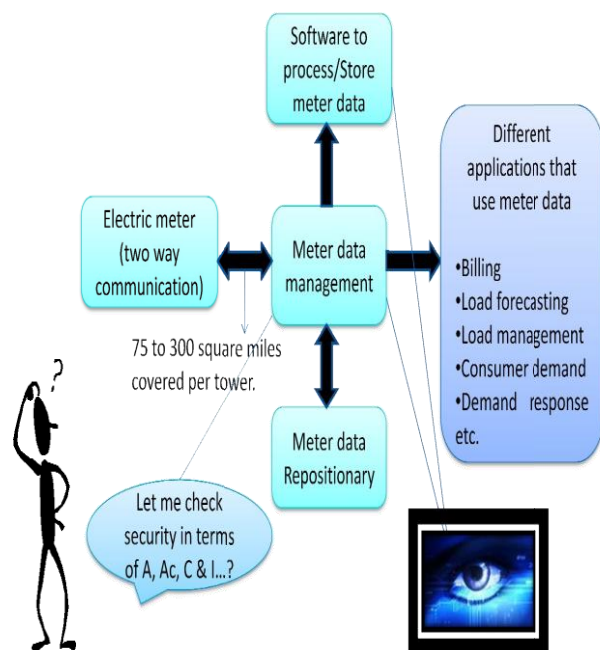 Software to
process/Store
meter data
Different
applications that
use meter data
•Billing
•Load forecasting
•Load management
•Consumer demand
•Demand response
etc.
Electric meter
(two way
communication)
Meter data
management
75 to 300 square miles
covered per tower.
Meter data
Repositionary
?
Let me check
security in terms
of A, Ac, C & I...?